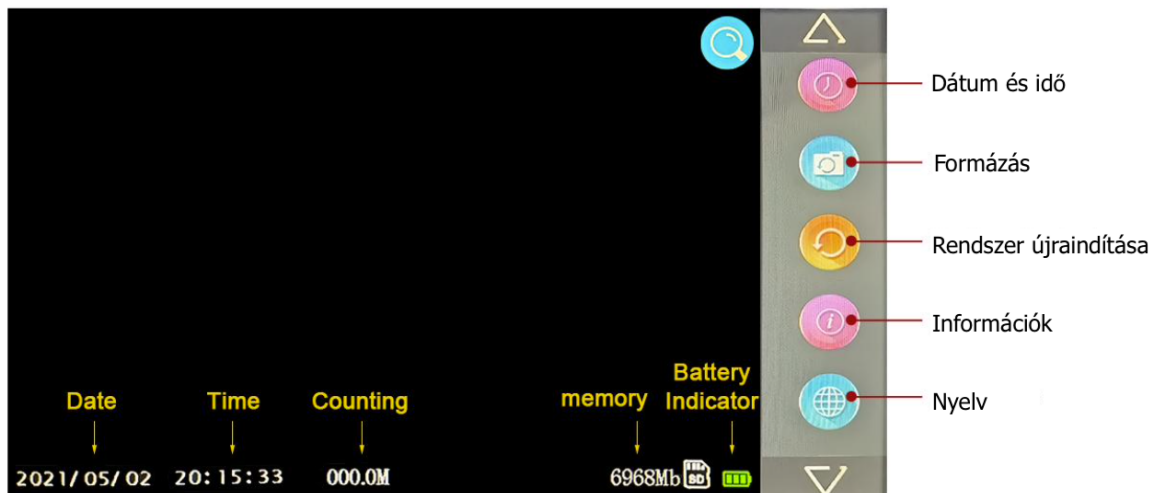 Dátum és idő
Formázás
Rendszer újraindítása
Információk
Nyelv
Date
Time
Counting
memory
Battery
Indicator
2021/05/02
20:15:33
000.0M
6968Mb
SD